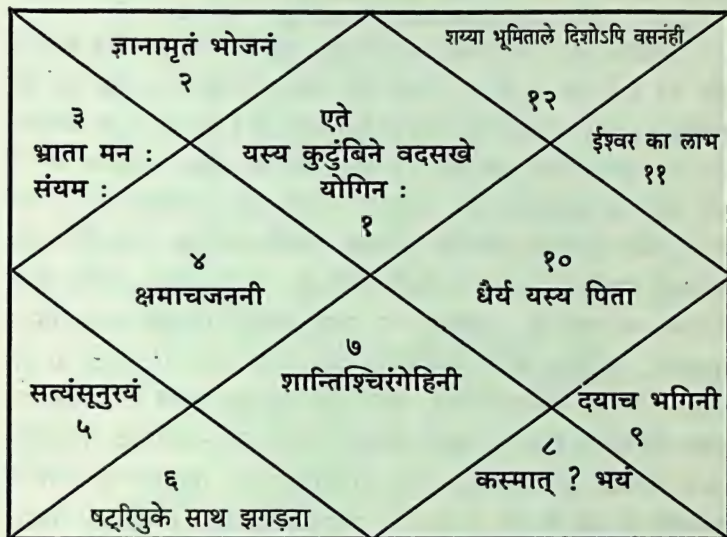 ज्ञानामृतं भोजनं
२
शय्या भूमिताले दिशोऽपि वसनंही
१२
३
भ्राता मन :
संयम :
एते
यस्य कुटुंबिने वदसखे
योगिन :
१
ईश्वर का लाभ
११
४
क्षमाचजननी
१०
धैर्य यस्य पिता
७
शान्तिश्चिरंगेहिनी
सत्यंसूनुरयं
५
दयाच भगिनी
९
८
कस्मात् ? भयं
६
षट्रिपुके साथ झगड़ना